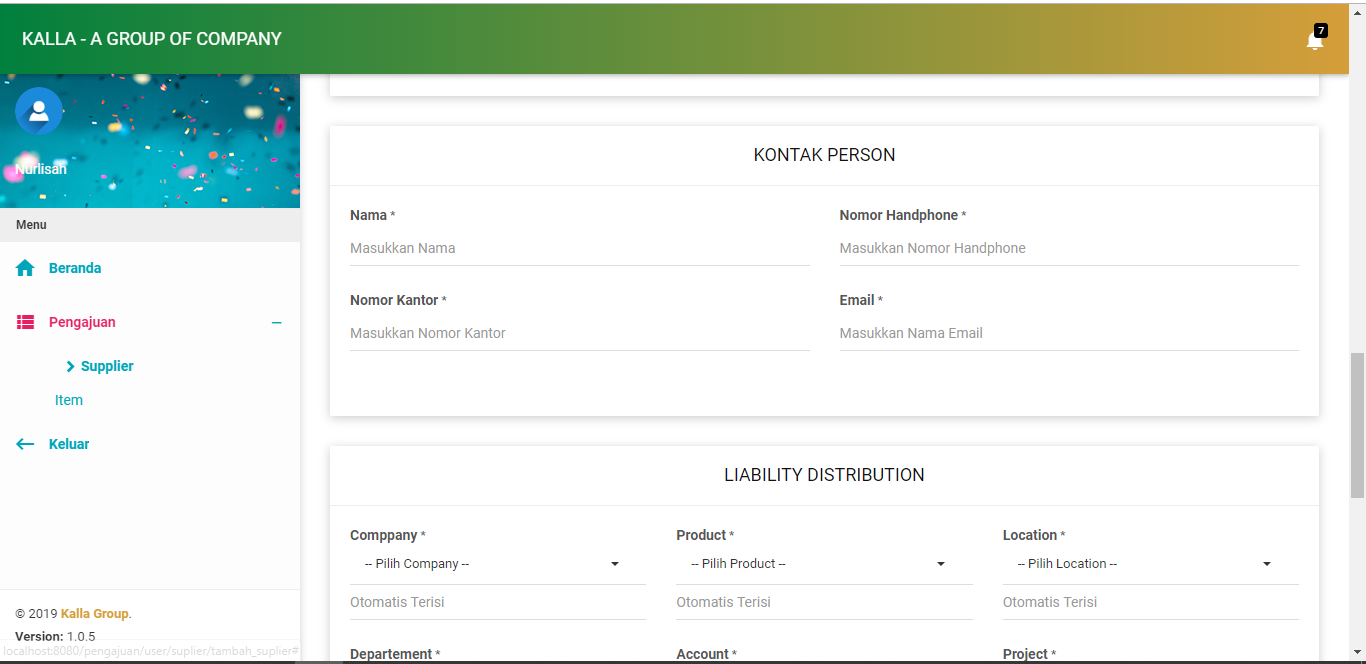 KALLA - A GROUP OF COMPANY
7
Nurlisah
Menu
Beranda
Pengajuan
Supplier
Item
Keluar
© 2019 Kalla Group.
Version: 1.0.5
localhost:8080/pengajuan/user/suplier/tambah_suplier#
KONTAK PERSON
Nama * Nomor Handphone *
Masukkan Nama Masukkan Nomor Handphone
Nomor Kantor * Email *
Masukkan Nomor Kantor Masukkan Nama Email
LIABILITY DISTRIBUTION
Comppany * Product * Location *
-- Pilih Company -- -- Pilih Product -- -- Pilih Location --
Otomatis Terisi Otomatis Terisi Otomatis Terisi
Departement * Account * Project *